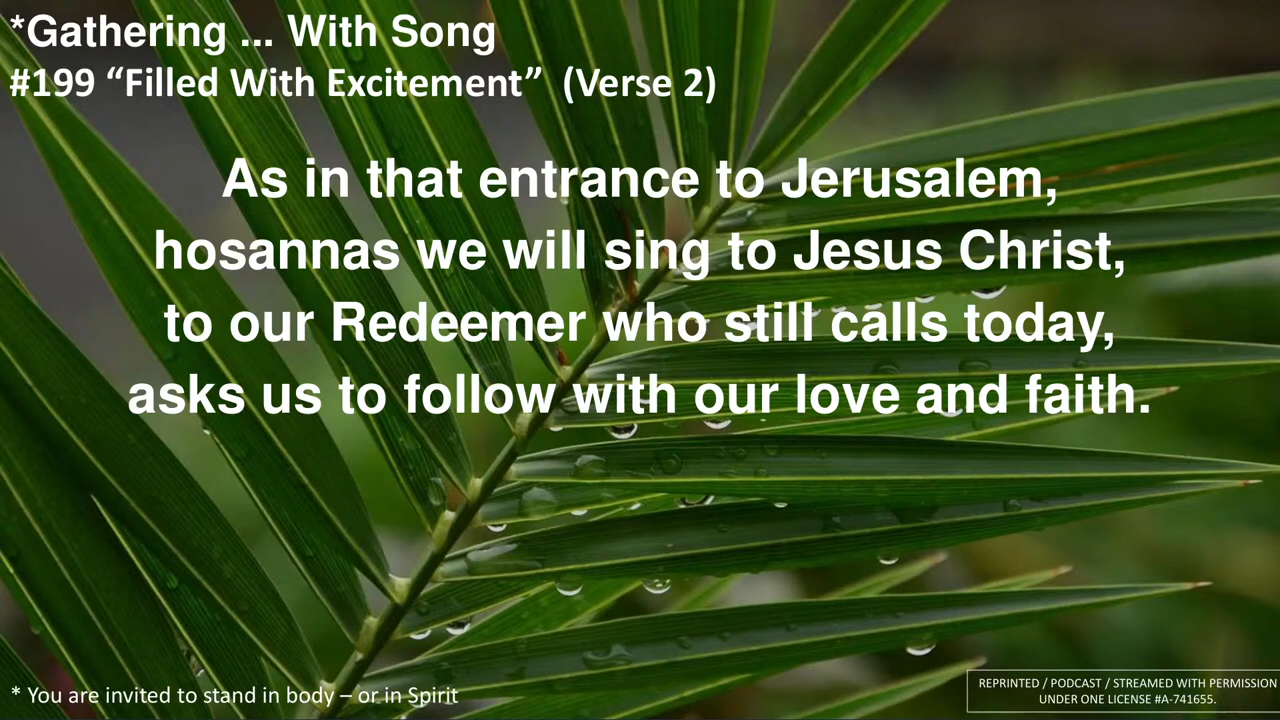 *Gathering ... With Song
#199 “Filled With Excitement” (Verse 2)
As in that entrance to Jerusalem,
hosannas we will sing to Jesus Christ,
to our Redeemer who still calls today,
asks us to follow with our love and faith.
* You are invited to stand in body – or in Spirit
REPRINTED / PODCAST / STREAMED WITH PERMISSION
UNDER ONE LICENSE #A-741655.